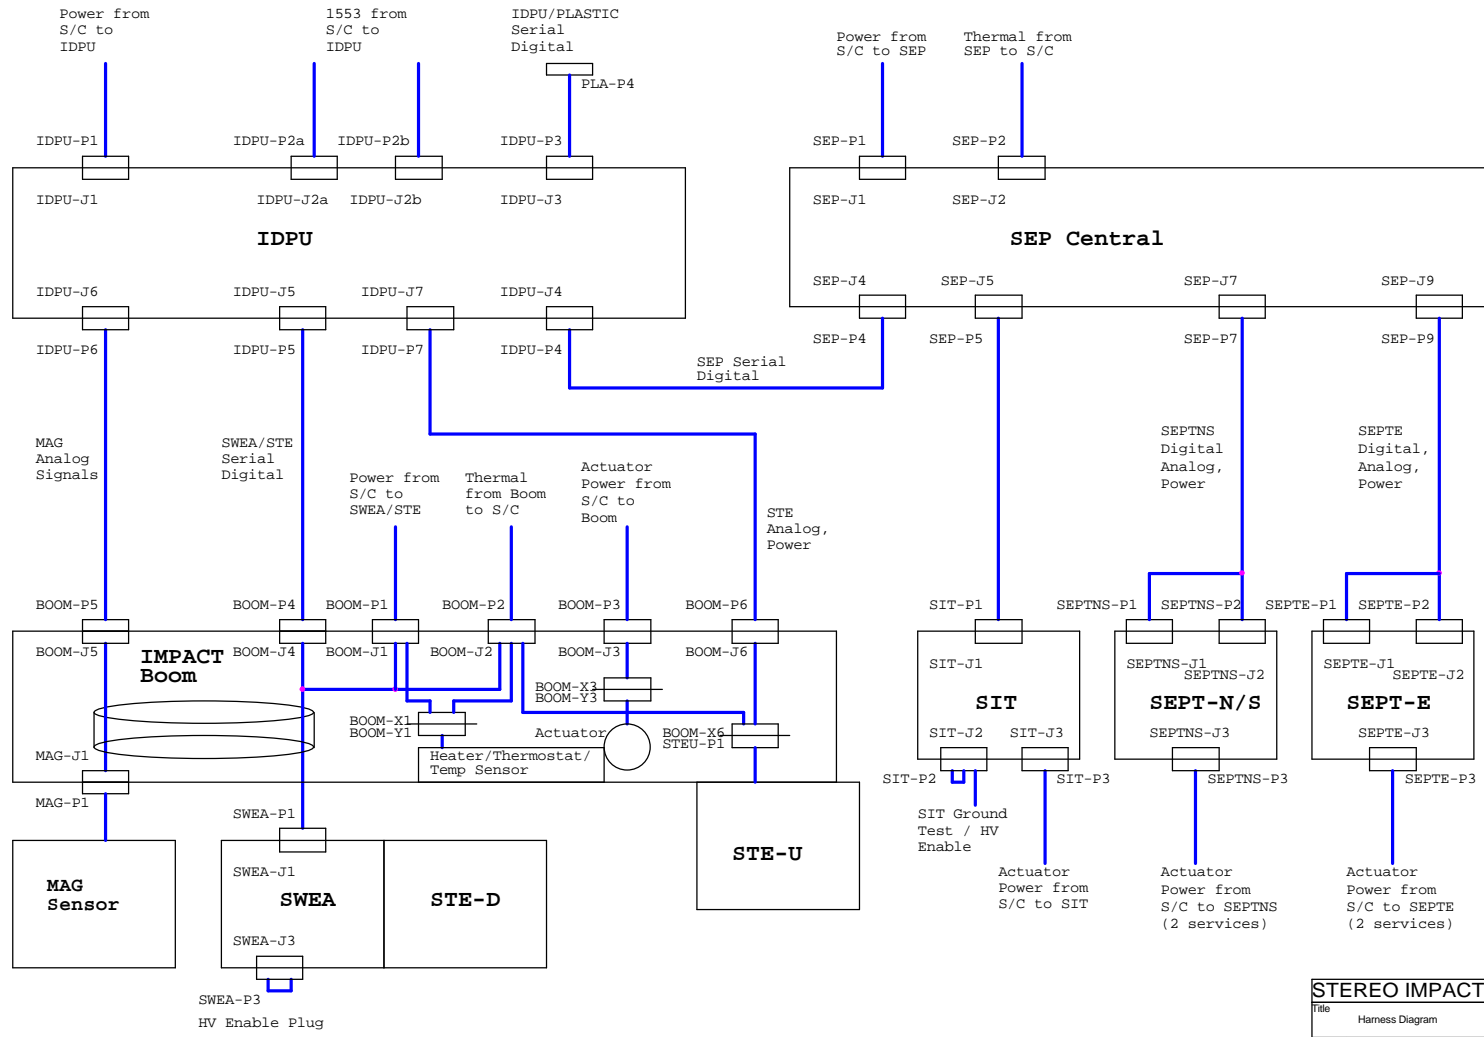 Power from
S/C to
IDPU
1553 from
S/C to
IDPU
IDPU/PLASTIC
Serial
Digital
PLA-P4
Power from
S/C to SEP
Thermal from
SEP to S/C
IDPU-P1
IDPU-P2a
IDPU-P2b
IDPU-P3
SEP-P1
SEP-P2
IDPU-J1
IDPU-J2a
IDPU-J2b
IDPU-J3
SEP-J1
SEP-J2
IDPU
SEP Central
IDPU-J6
IDPU-J5
IDPU-J7
IDPU-J4
SEP-J4
SEP-J5
SEP-J7
SEP-J9
IDPU-P6
IDPU-P5
IDPU-P7
IDPU-P4
SEP-P4
SEP-P5
SEP-P7
SEP-P9
SEP Serial
Digital
MAG
Analog
Signals
SWEA/STE
Serial
Digital
Power from
S/C to
SWEA/STE
Thermal
from Boom
to S/C
Actuator
Power from
S/C to
Boom
STE
Analog,
Power
SEPTNS
Digital
Analog,
Power
SEPTE
Digital,
Analog,
Power
BOOM-P5
BOOM-P4
BOOM-P1
BOOM-P2
BOOM-P3
BOOM-P6
SIT-P1
SEPTNS-P1
SEPTNS-P2
SEPTE-P1
SEPTE-P2
BOOM-J5
IMPACT
Boom
BOOM-J4
BOOM-J1
BOOM-J2
BOOM-J3
BOOM-J6
SIT-J1
SEPTNS-J1
SEPTNS-J2
SEPTE-J1
SEPTE-J2
BOOM-X3
BOOM-Y3
SIT
SEPT-N/S
SEPT-E
BOOM-X1
BOOM-Y1
Actuator
BOOM-X6
STEU-P1
Heater/Thermostat/
Temp Sensor
SIT-J2
SIT-J3
SEPTNS-J3
SEPTE-J3
MAG-J1
SIT-P2
SIT-P3
SEPTNS-P3
SEPTE-P3
MAG-P1
SWEA-P1
SIT Ground
Test / HV
Enable
STE-U
SWEA-J1
MAG
Sensor
SWEA
STE-D
Actuator
Power from
S/C to SIT
Actuator
Power from
S/C to SEPTNS
(2 services)
Actuator
Power from
S/C to SEPTE
(2 services)
SWEA-J3
SWEA-P3
HV Enable Plug
STEREO IMPACT
Title
Harness Diagram